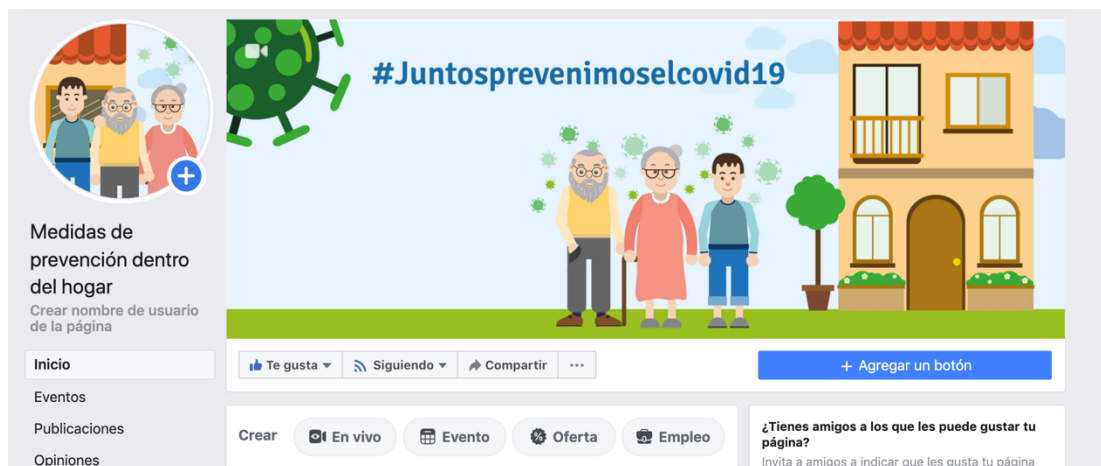 #Juntosprevenimoselcovid19
Medidas de
prevención dentro
del hogar
Crear nombre de usuario
de la página
Inicio
Eventos
Publicaciones
Opiniones
Te gusta
Siguiendo
Compartir
+ Agregar un botón
Crear
En vivo
Evento
Oferta
Empleo
¿Tienes amigos a los que les puede gustar tu
página?
Invita a amigos a indicar que les gusta tu página